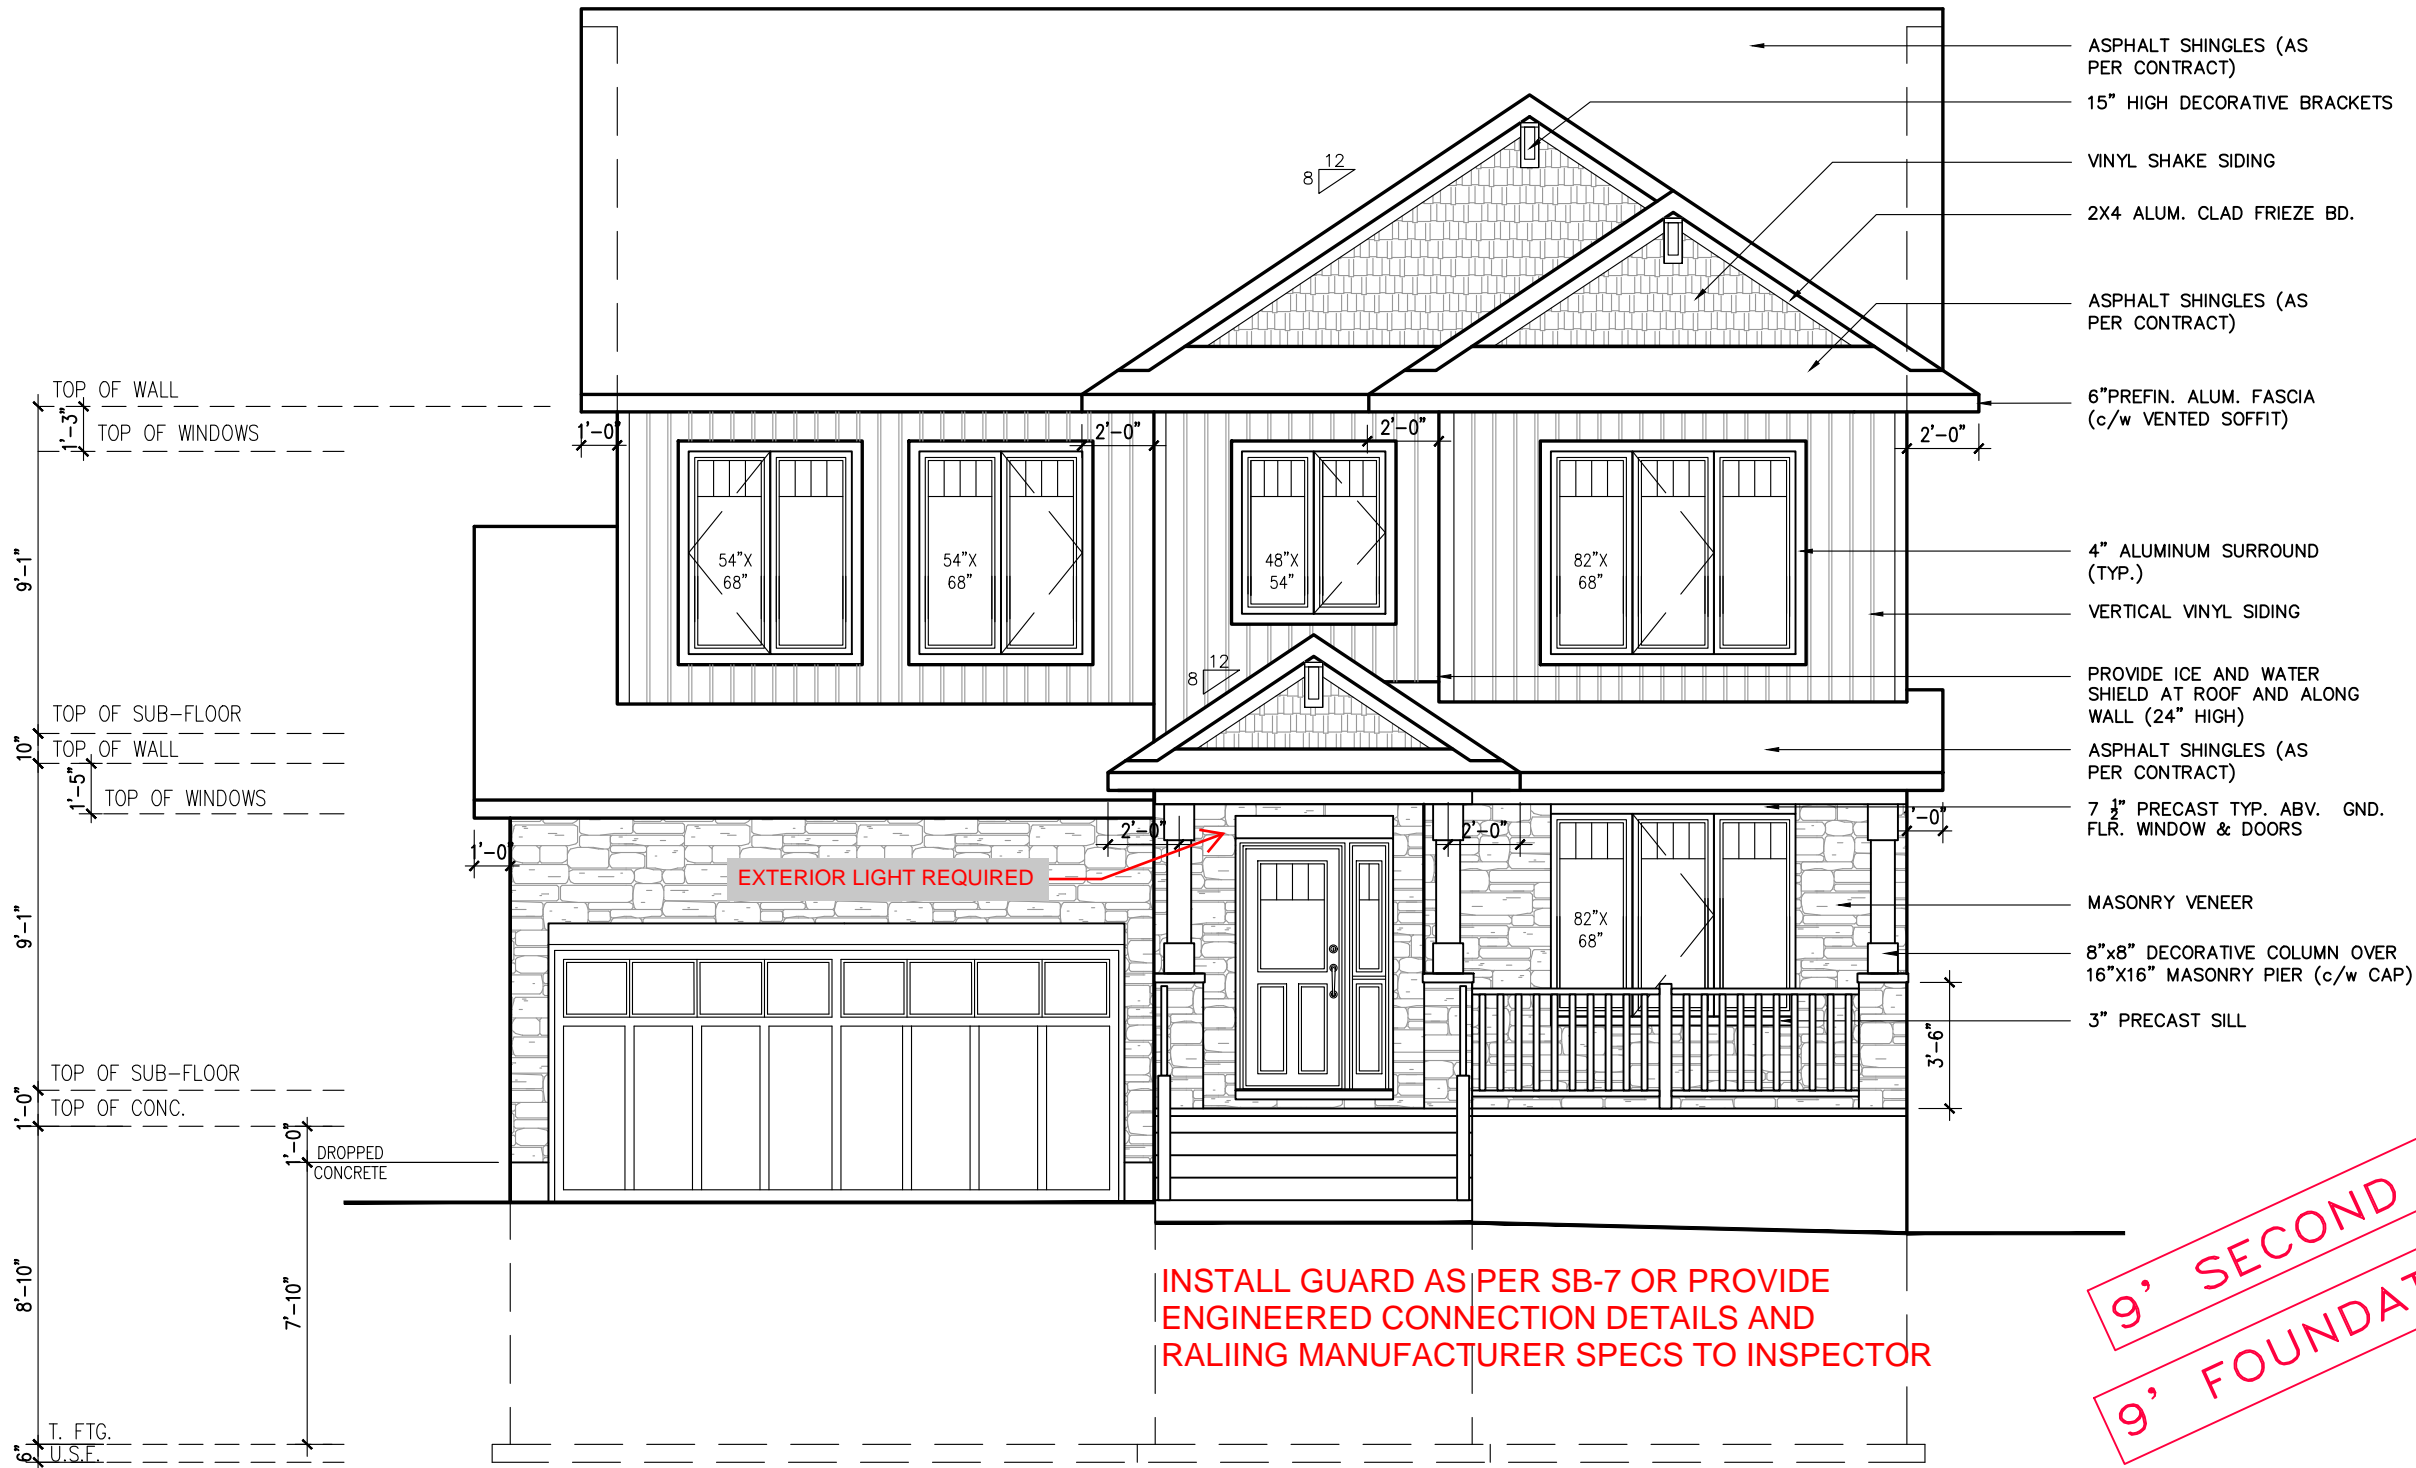 ASPHALT SHINGLES (AS
PER CONTRACT)
15" HIGH DECORATIVE BRACKETS
VINYL SHAKE SIDING
2X4 ALUM. CLAD FRIEZE BD.
ASPHALT SHINGLES (AS
PER CONTRACT)
6"PREFIN. ALUM. FASCIA
(c/w VENTED SOFFIT)
4" ALUMINUM SURROUND
(TYP.)
VERTICAL VINYL SIDING
PROVIDE ICE AND WATER
SHIELD AT ROOF AND ALONG
WALL (24" HIGH)
ASPHALT SHINGLES (AS
PER CONTRACT)
7 ½" PRECAST TYP. ABV. GND.
FLR. WINDOW & DOORS
MASONRY VENEER
8"x8" DECORATIVE COLUMN OVER
16"X16" MASONRY PIER (c/w CAP)
3" PRECAST SILL
12
8
TOP OF WALL
1'-3"
TOP OF WINDOWS
9'-1"
TOP OF SUB-FLOOR
10"
TOP OF WALL
1'-5"
TOP OF WINDOWS
9'-1"
TOP OF SUB-FLOOR
1'-0"
TOP OF CONC.
1'-0"
DROPPED
CONCRETE
8'-10"
7'-10"
T. FTG.
6"
U.S.F.
1'-0"
2'-0"
2'-0"
2'-0"
54"X
68"
54"X
68"
48"X
54"
82"X
68"
12
8
1'-0"
2'-0"
2'-0"
'-0"
EXTERIOR LIGHT REQUIRED
82"X
68"
3'-6"
INSTALL GUARD AS PER SB-7 OR PROVIDE
ENGINEERED CONNECTION DETAILS AND
RALIING MANUFACTURER SPECS TO INSPECTOR
9' SECOND
9' FOUNDAT